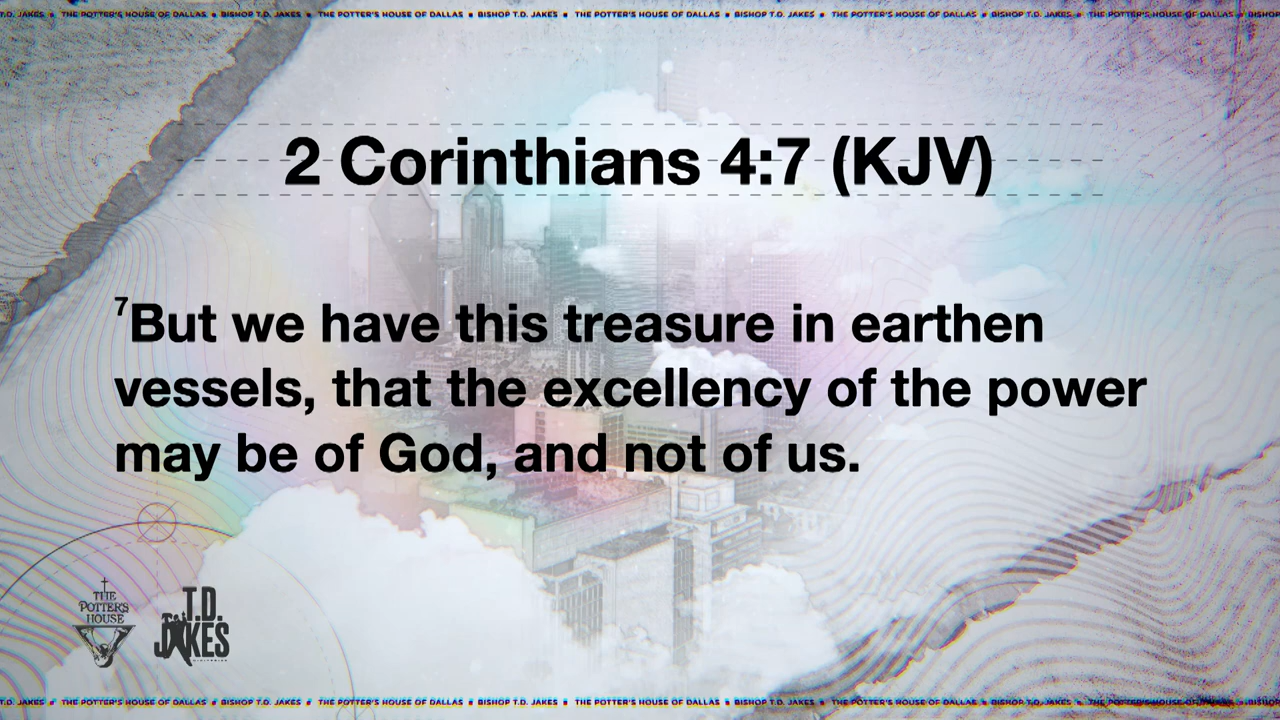 T.D. JAKES ■ THE POTTER'S HOUSE OF DALLAS ■ BISHOP T.D. JAKES ■ THE POTTER'S HOUSE OF DALLAS ■ BISHOP T.D. JAKES ■ THE POTTER'S HOUSE OF DALLAS ■ BISHOP T.D. JAKES ■ THE POTTER'S HOUSE OF DALLAS ■ BISHOP
2 Corinthians 4:7 (KJV)
⁷But we have this treasure in earthen
vessels, that the excellency of the power
may be of God, and not of us.
THE
POTTER'S
HOUSE
T.D.
JAKES
MINISTRIES
T.D. JAKES ■ THE POTTER'S HOUSE OF DALLAS ■ BISHOP T.D. JAKES ■ THE POTTER'S HOUSE OF DALLAS ■ BISHOP T.D. JAKES ■ THE POTTER'S HOUSE OF DALLAS ■ BISHOP T.D. JAKES ■ THE POTTER'S HOUSE OF DALLAS ■